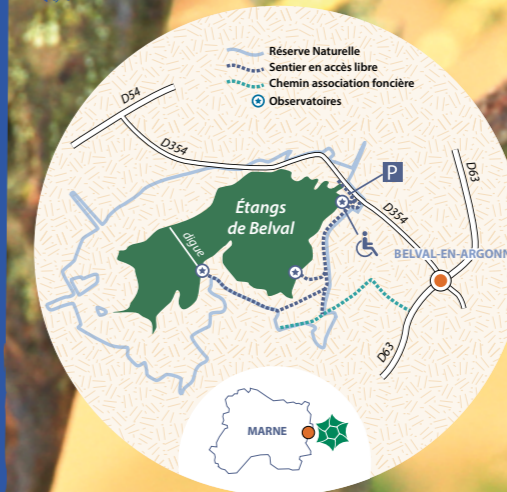 Réserve Naturelle
Sentier en accès libre
Chemin association foncière
Observatoires
D54
D354
D63
P
Étangs
de Belval
D354
digue
BELVAL-EN-ARGONN
D63
MARNE